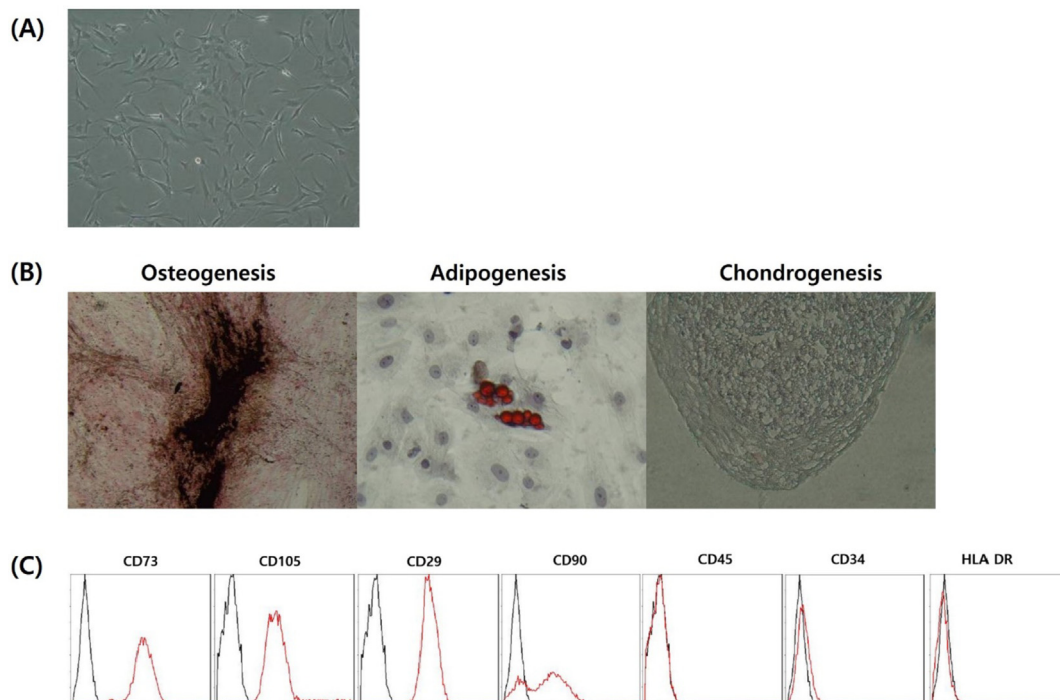 (A)
(B)
Osteogenesis Adipogenesis Chondrogenesis
(C)
CD73 CD105 CD29 CD90 CD45 CD34 HLA DR